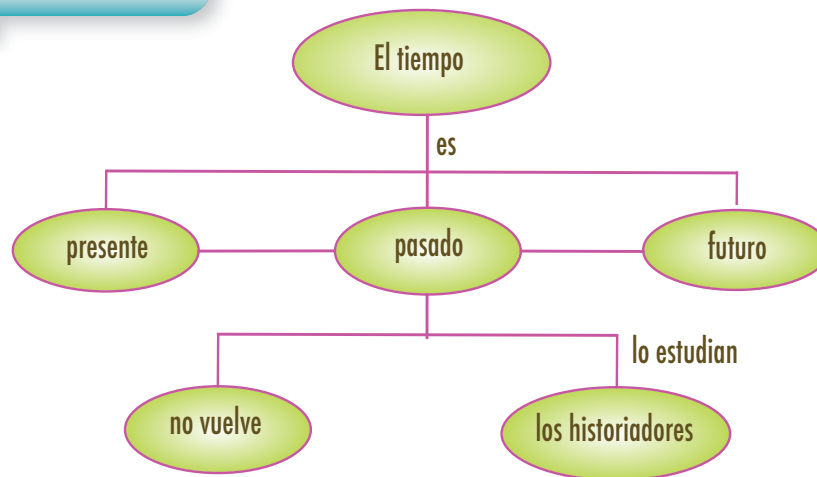 El tiempo
es
presente
pasado
futuro
lo estudian
no vuelve
los historiadores